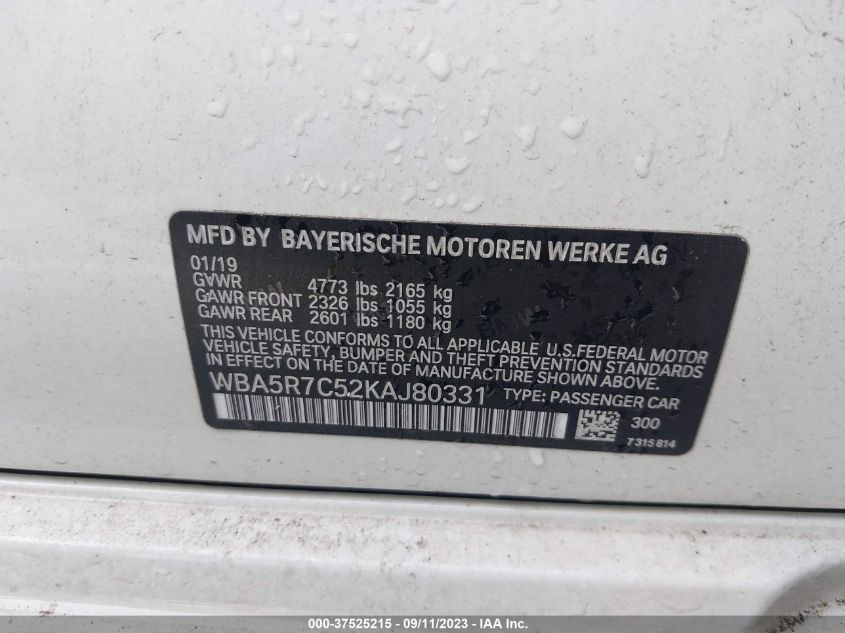 MFD BY BAYERISCHE MOTOREN WERKE AG
01/19
GVWR 4773 lbs 2165 kg
GAWR FRONT 2326 lbs 1055 kg
GAWR REAR 2601 lbs 1180 kg
THIS VEHICLE CONFORMS TO ALL APPLICABLE U.S.FEDERAL MOTOR
VEHICLE SAFETY, BUMPER AND THEFT PREVENTION STANDARDS
IN EFFECT ON THE DATE OF MANUFACTURE SHOWN ABOVE.
WBA5R7C52KAJ80331 TYPE: PASSENGER CAR
300
7315814
000-37525215 - 09/11/2023 - © IAA Inc.